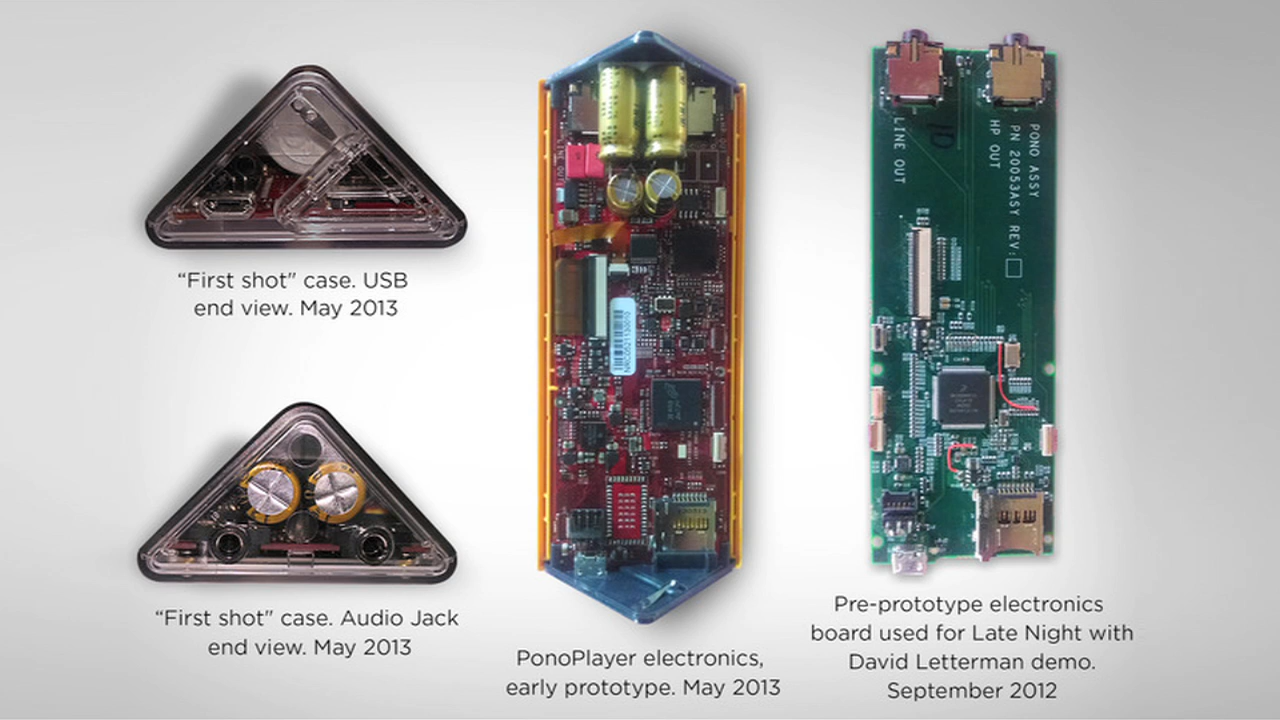 “First shot" case. USB
end view. May 2013
“First shot" case. Audio Jack
end view. May 2013
PonoPlayer electronics,
early prototype. May 2013
LINE OUT
HP OUT
PN 20053ASY REV:
PONO ASSY
Pre-prototype electronics
board used for Late Night with
David Letterman demo.
September 2012